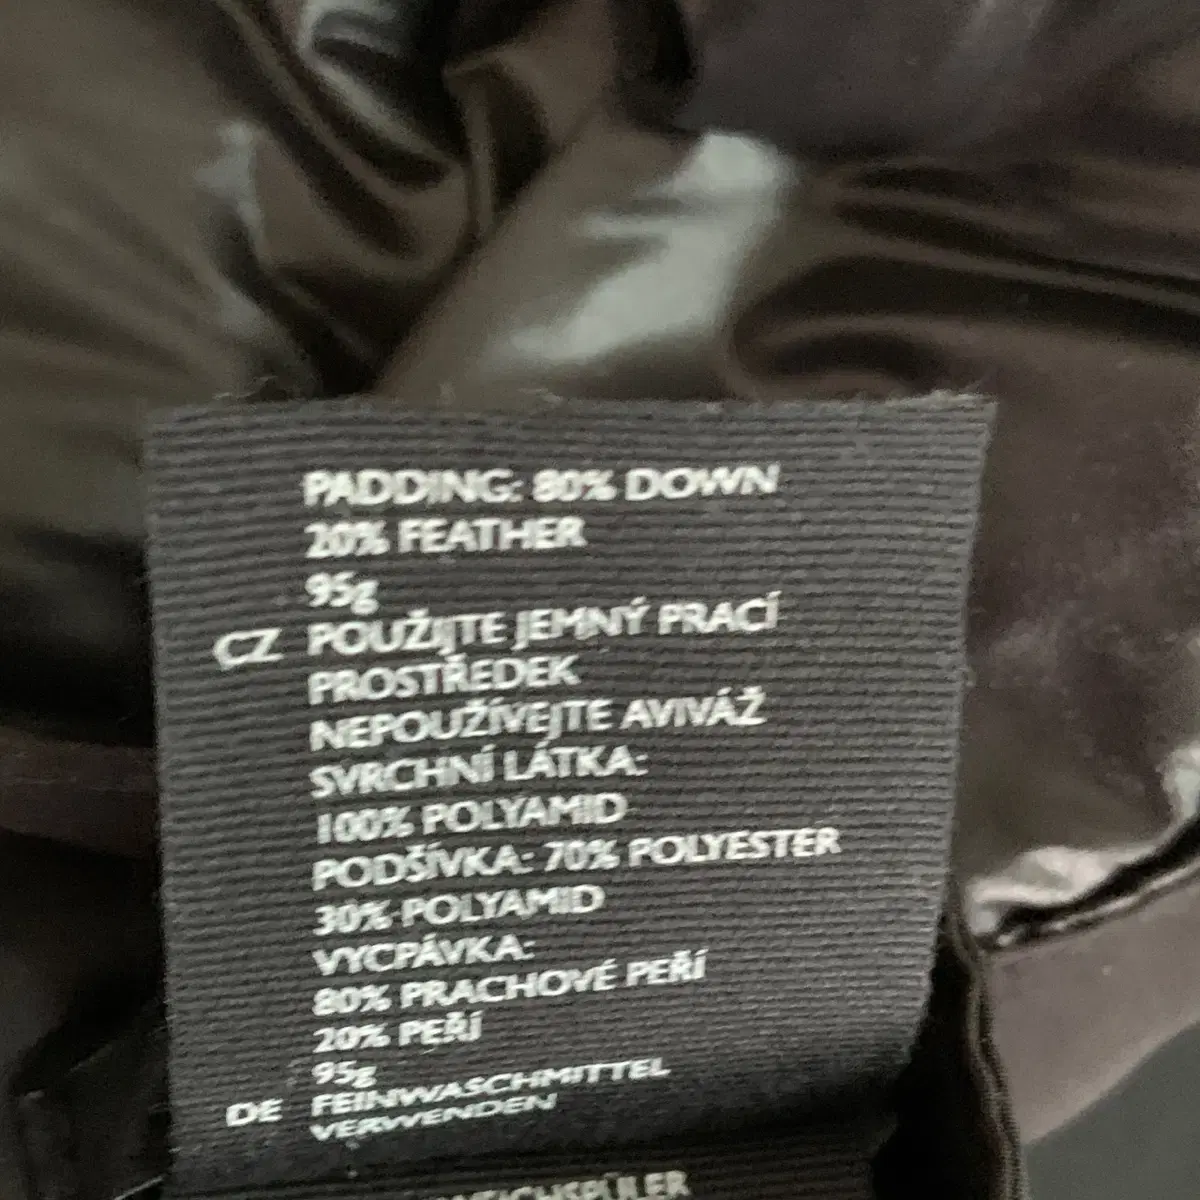 PADDING: 80% DOWN
20% FEATHER
95g
CZ POUŽIJTE JEMNÝ PRACÍ
PROSTŘEDEK
NEPOUŽÍVEJTE AVIVÁŽ
SVRCHNÍ LÁTKA:
100% POLYAMID
PODŠÍVKA: 70% POLYESTER
30% POLYAMID
VYCPÁVKA:
80% PRACHOVÉ PEŘÍ
20% PEŘÍ
95g
DE FEINWASCHMITTEL
VERWENDEN